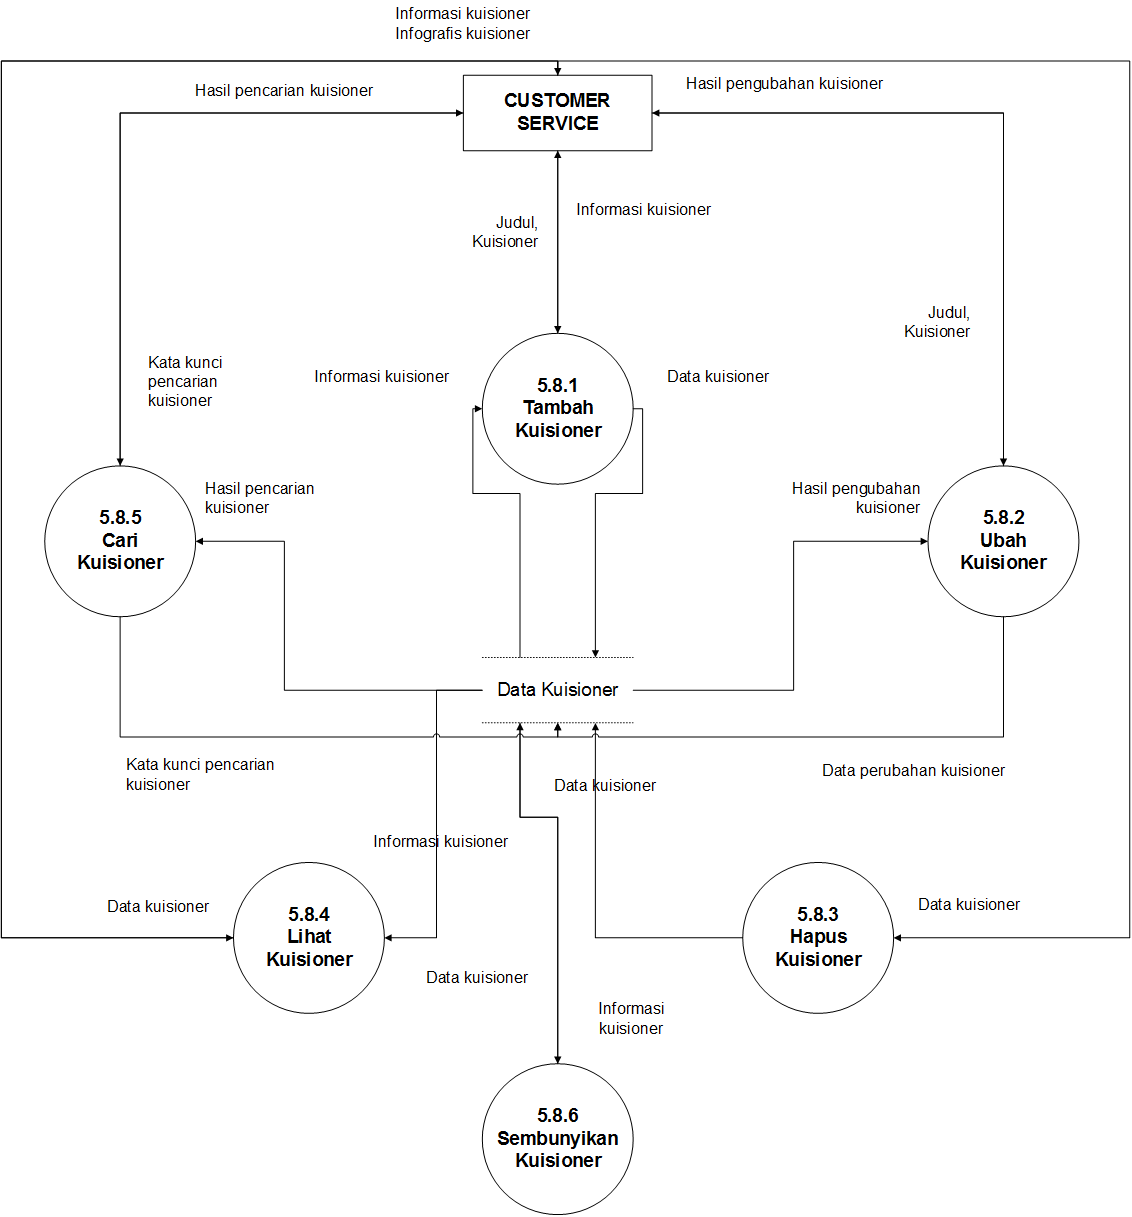 Informasi kuisioner
Infografis kuisioner
Hasil pencarian kuisioner
Hasil pengubahan kuisioner
CUSTOMER
SERVICE
Informasi kuisioner
Judul,
Kuisioner
Judul,
Kuisioner
Kata kunci
pencarian
kuisioner
Informasi kuisioner
5.8.1
Tambah
Kuisioner
Data kuisioner
Hasil pencarian
kuisioner
Hasil pengubahan
kuisioner
5.8.5
Cari
Kuisioner
5.8.2
Ubah
Kuisioner
Data Kuisioner
Kata kunci pencarian
kuisioner
Data kuisioner
Data perubahan kuisioner
Informasi kuisioner
Data kuisioner
5.8.4
Lihat
Kuisioner
5.8.3
Hapus
Kuisioner
Data kuisioner
Data kuisioner
Informasi
kuisioner
5.8.6
Sembunyikan
Kuisioner